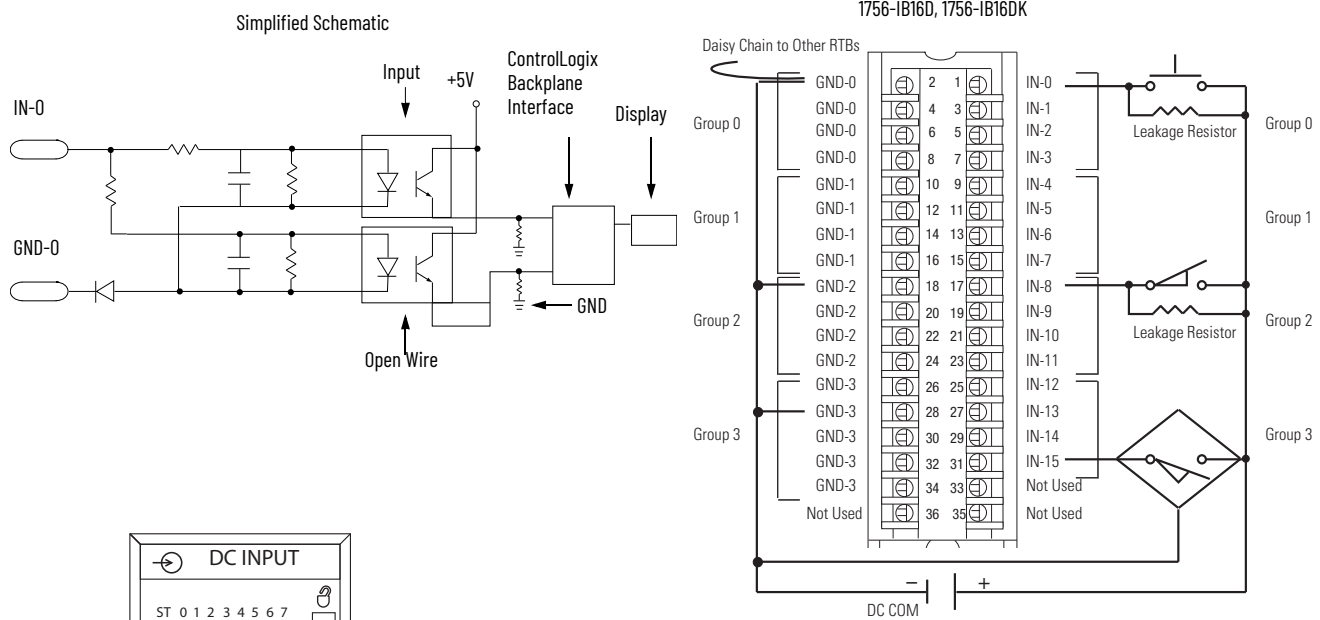 Simplified Schematic
IN-0
GND-0
Input
+5V
ControlLogix
Backplane
Interface
Display
GND
Open Wire
DC INPUT
ST 0 1 2 3 4 5 6 7
1756-IB16D, 1756-IB16DK
Daisy Chain to Other RTBs
GND-0 2 1 IN-0
GND-0 4 3 IN-1
Group 0 GND-0 6 5 IN-2 Leakage Resistor Group 0
GND-0 8 7 IN-3
GND-1 10 9 IN-4
Group 1 GND-1 12 11 IN-5 Group 1
GND-1 14 13 IN-6
GND-1 16 15 IN-7
GND-2 18 17 IN-8
Group 2 GND-2 20 19 IN-9 Group 2
GND-2 22 21 IN-10 Leakage Resistor
GND-2 24 23 IN-11
GND-3 26 25 IN-12
GND-3 28 27 IN-13
Group 3 GND-3 30 29 IN-14 Group 3
GND-3 32 31 IN-15
GND-3 34 33 Not Used
Not Used 36 35 Not Used
– +
DC COM